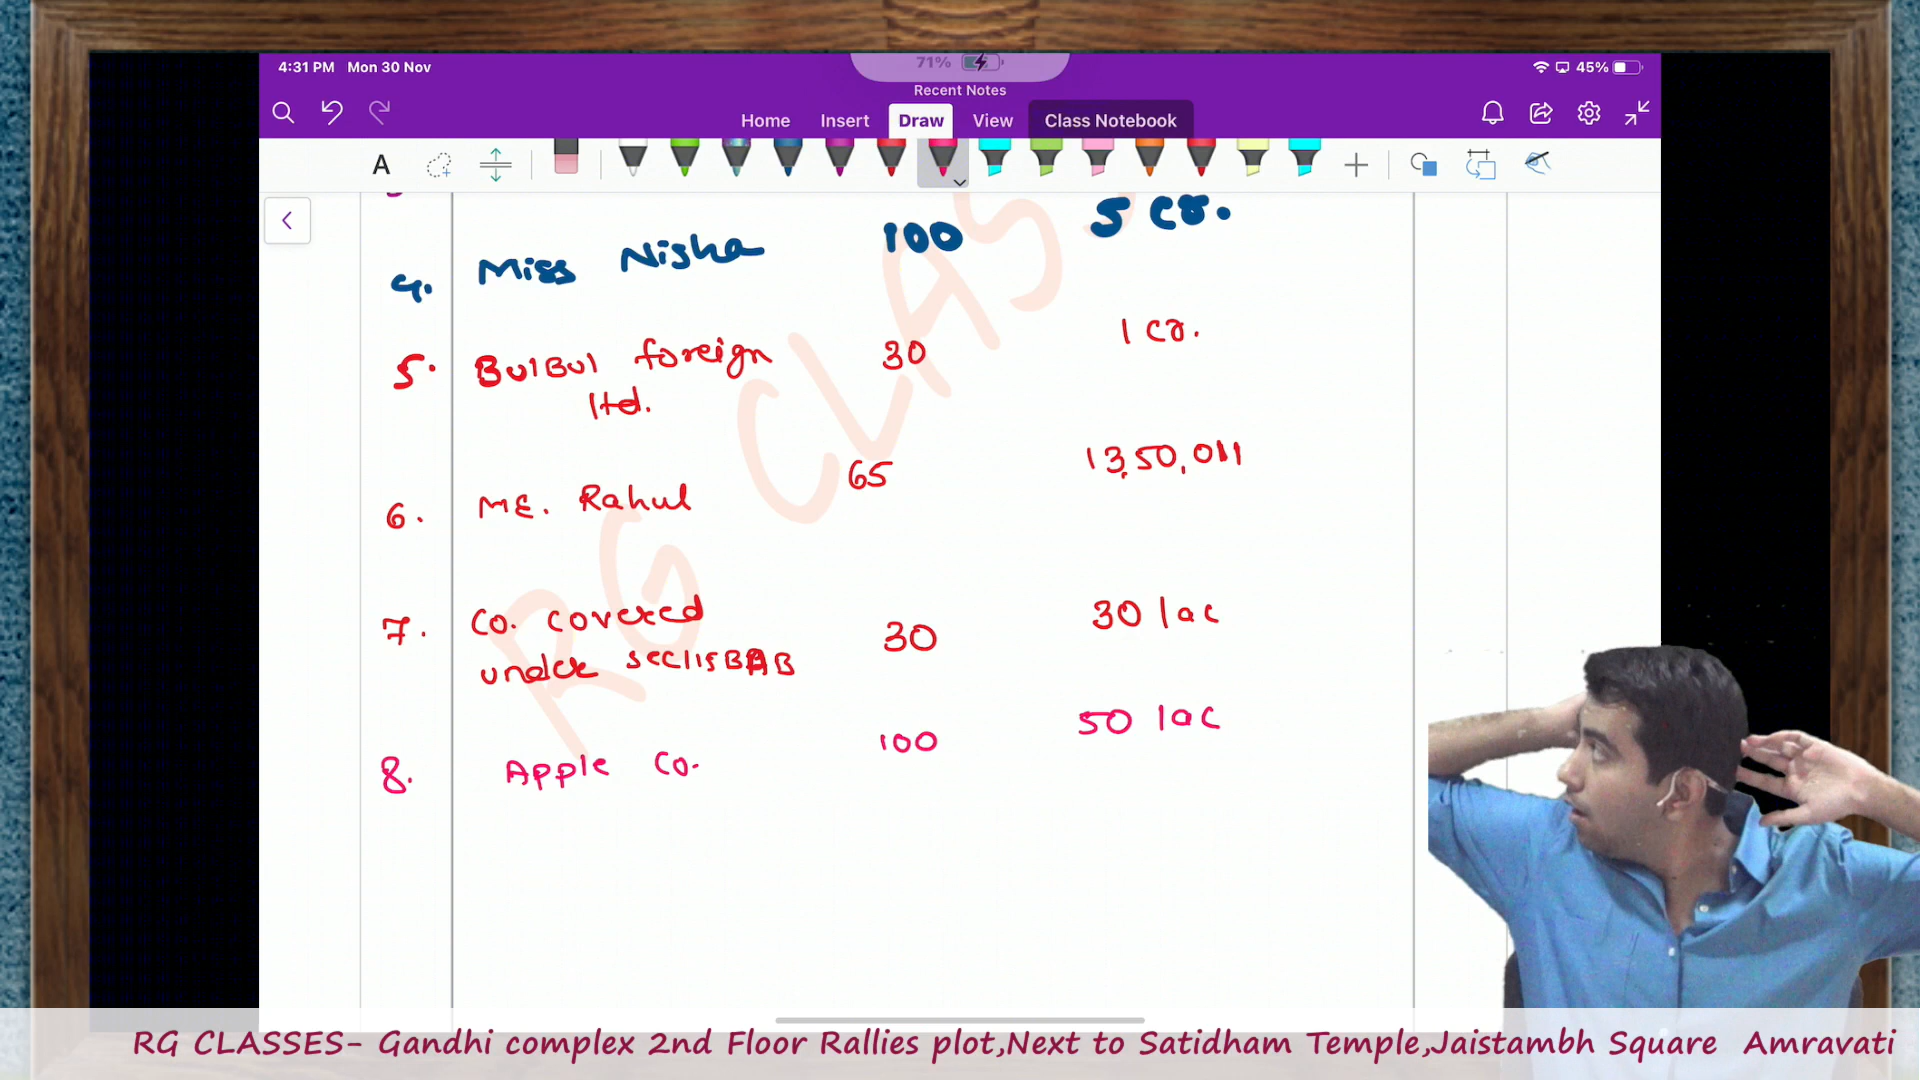 4:31 PM Mon 30 Nov
71%
45%
Recent Notes
Home Insert Draw View Class Notebook
A
4. Miss Nisha 100 5 cr.
5. BulBul foreign 30 1 cr.
ltd.
6. Mr. Rahul 65 13,50,011
7. Co. covered 30 30 lac
under sec115BAB
8. Apple Co. 100 50 lac
RG CLAS
RG CLASSES- Gandhi complex 2nd Floor Rallies plot,Next to Satidham Temple,Jaistambh Square Amravati